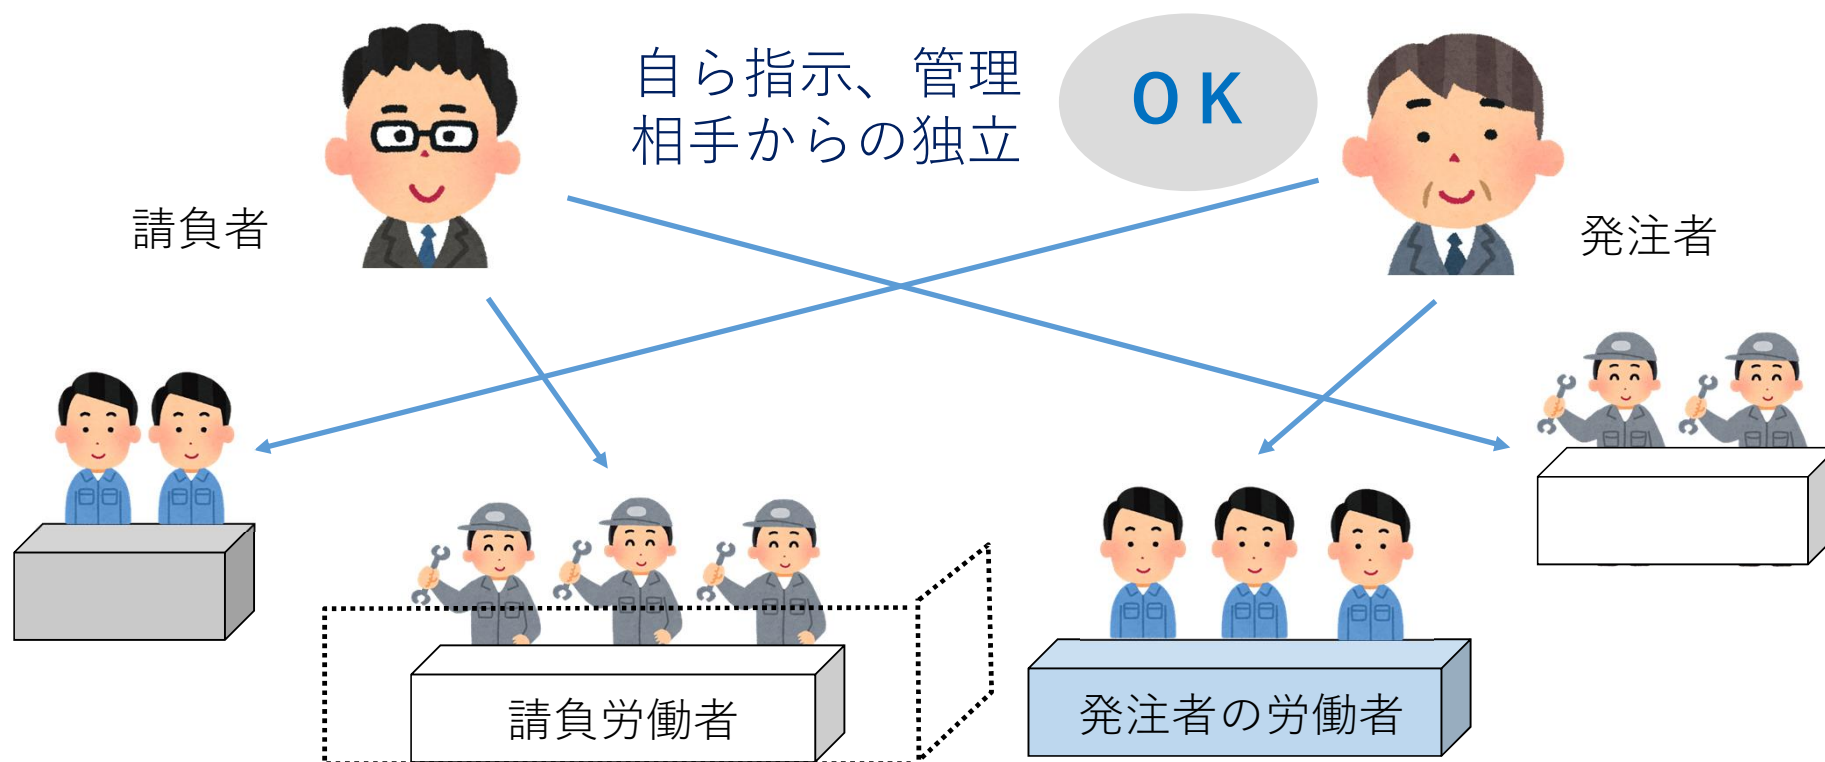 自ら指示、管理
相手からの独立
ＯＫ
請負者
発注者
請負労働者
発注者の労働者